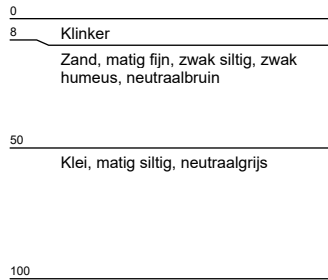 0
8 Klinker
Zand, matig fijn, zwak siltig, zwak
humeus, neutraalbruin
50
Klei, matig siltig, neutraalgrijs
100